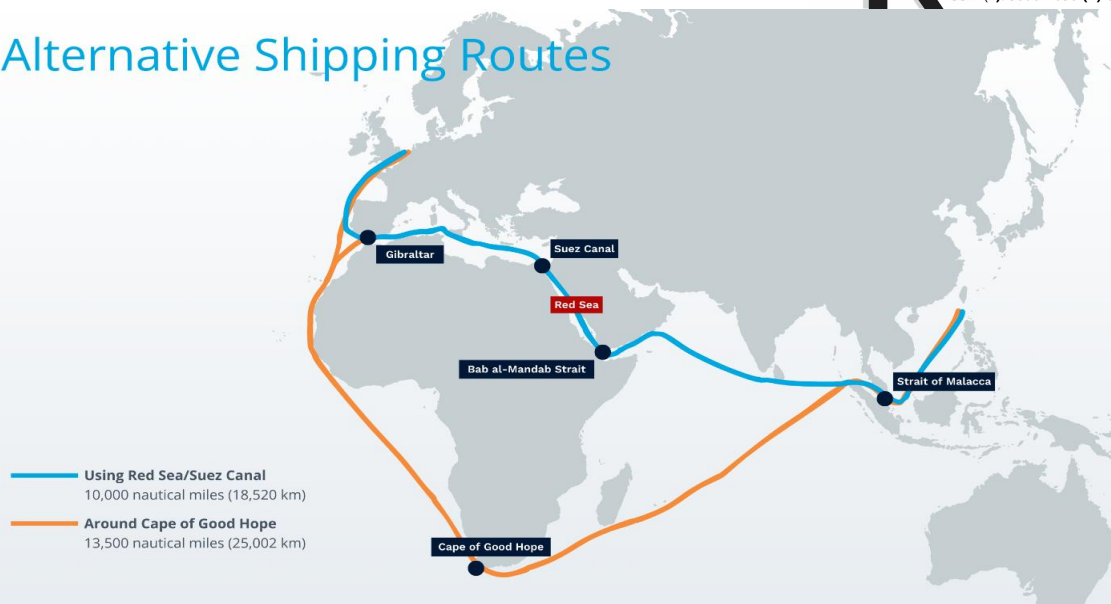 Alternative Shipping Routes
Suez Canal
Gibraltar
Red Sea
Bab al-Mandab Strait
Strait of Malacca
Using Red Sea/Suez Canal
10,000 nautical miles (18,520 km)
Around Cape of Good Hope
13,500 nautical miles (25,002 km)
Cape of Good Hope